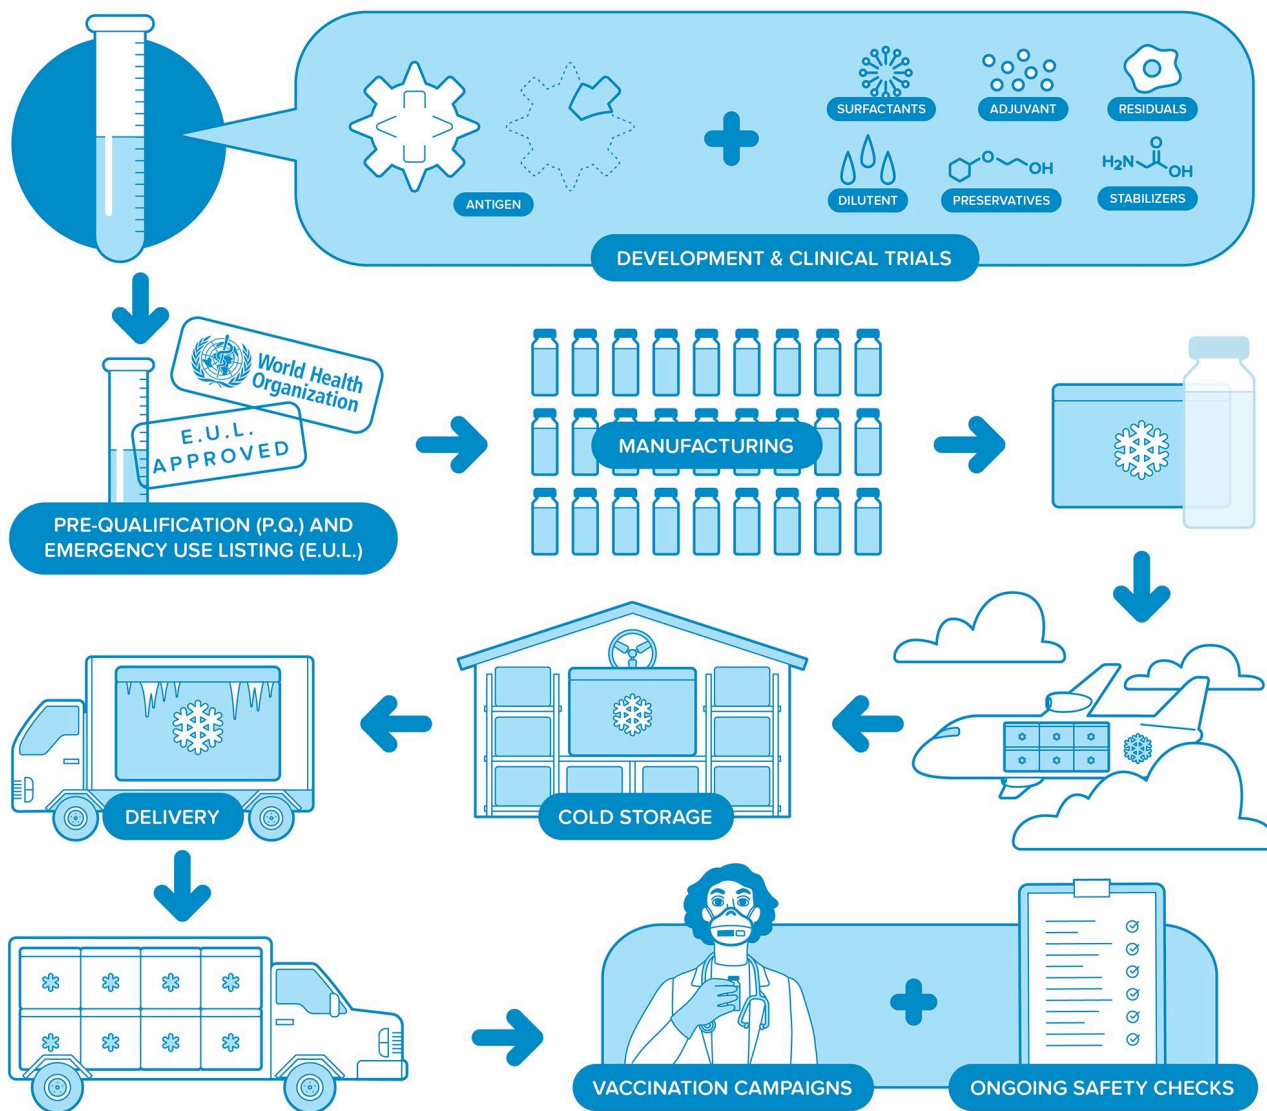 SURFACTANTS
ADJUVANT
RESIDUALS
O
OH
H₂N
O
OH
DILUTENT
PRESERVATIVES
STABILIZERS
ANTIGEN
DEVELOPMENT & CLINICAL TRIALS
World Health
Organization
E.U.L.
APPROVED
PRE-QUALIFICATION (P.Q.) AND
EMERGENCY USE LISTING (E.U.L.)
MANUFACTURING
DELIVERY
COLD STORAGE
VACCINATION CAMPAIGNS
ONGOING SAFETY CHECKS